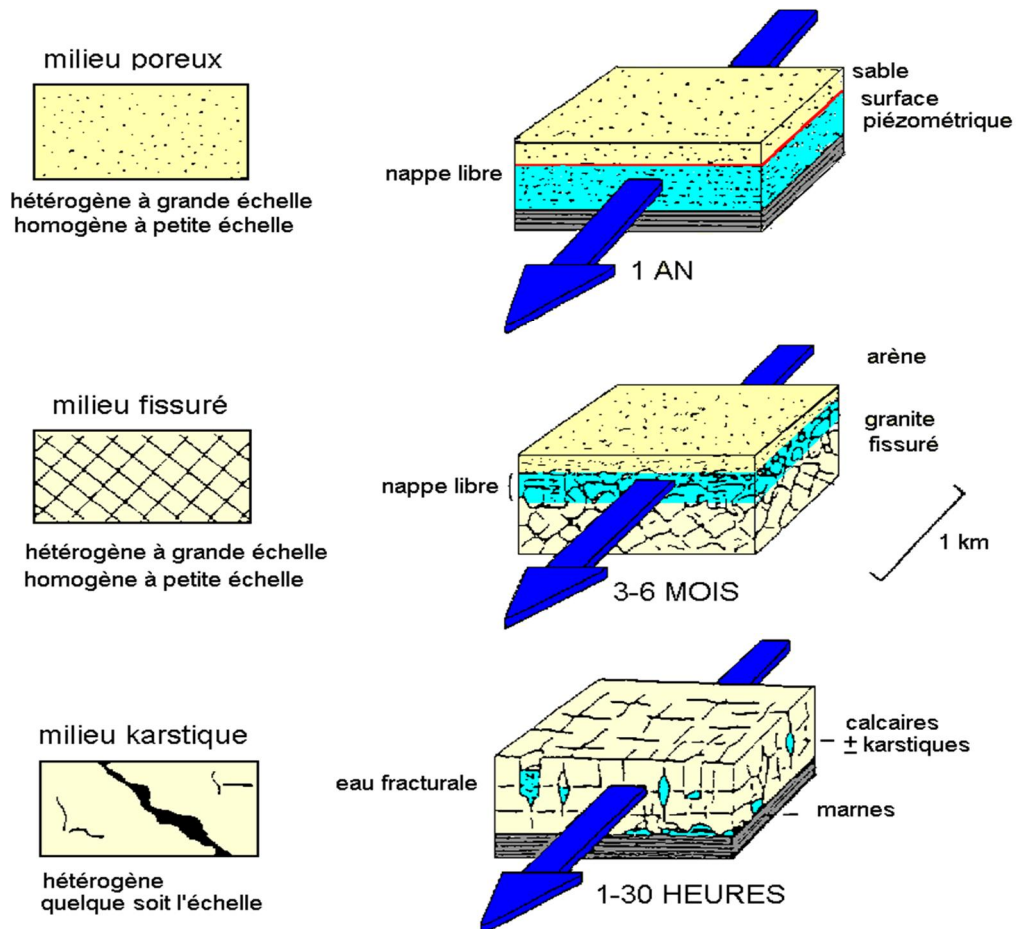 milieu poreux
hétérogène à grande échelle
homogène à petite échelle
sable
surface
piézométrique
nappe libre
1 AN
milieu fissuré
hétérogène à grande échelle
homogène à petite échelle
arène
granite
fissuré
nappe libre
1 km
3-6 MOIS
milieu karstique
hétérogène
quelque soit l'échelle
eau fracturale
calcaires
± karstiques
marnes
1-30 HEURES